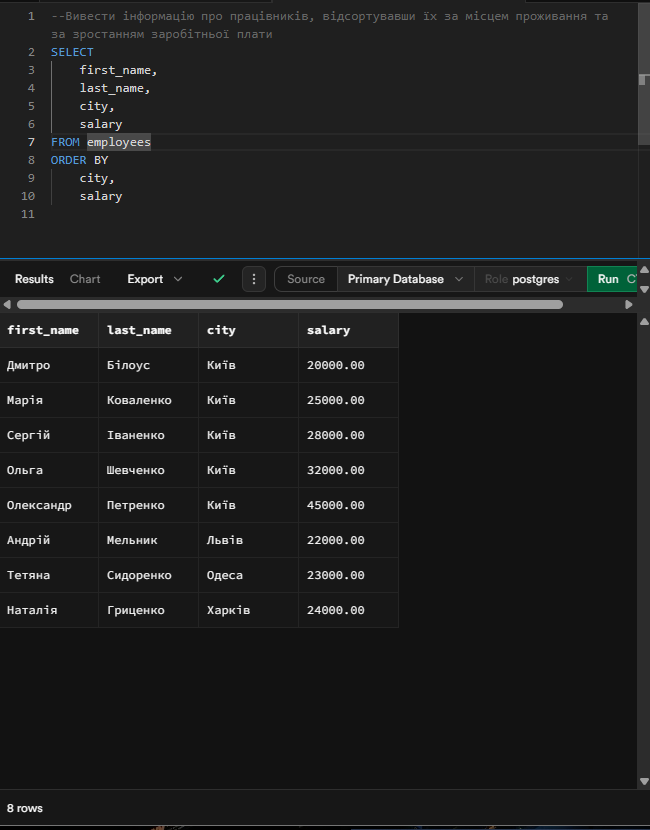 1 --Вивести інформацію про працівників, відсортувавши їх за місцем проживання та
за зростанням заробітньої плати
2 SELECT
3 first_name,
4 last_name,
5 city,
6 salary
7 FROM employees
8 ORDER BY
9 city,
10 salary
11
Results Chart Export Source Primary Database Role postgres Run
first_name last_name city salary
Дмитро Білоус Київ 20000.00
Марія Коваленко Київ 25000.00
Сергій Іваненко Київ 28000.00
Ольга Шевченко Київ 32000.00
Олександр Петренко Київ 45000.00
Андрій Мельник Львів 22000.00
Тетяна Сидоренко Одеса 23000.00
Наталія Гриценко Харків 24000.00
8 rows